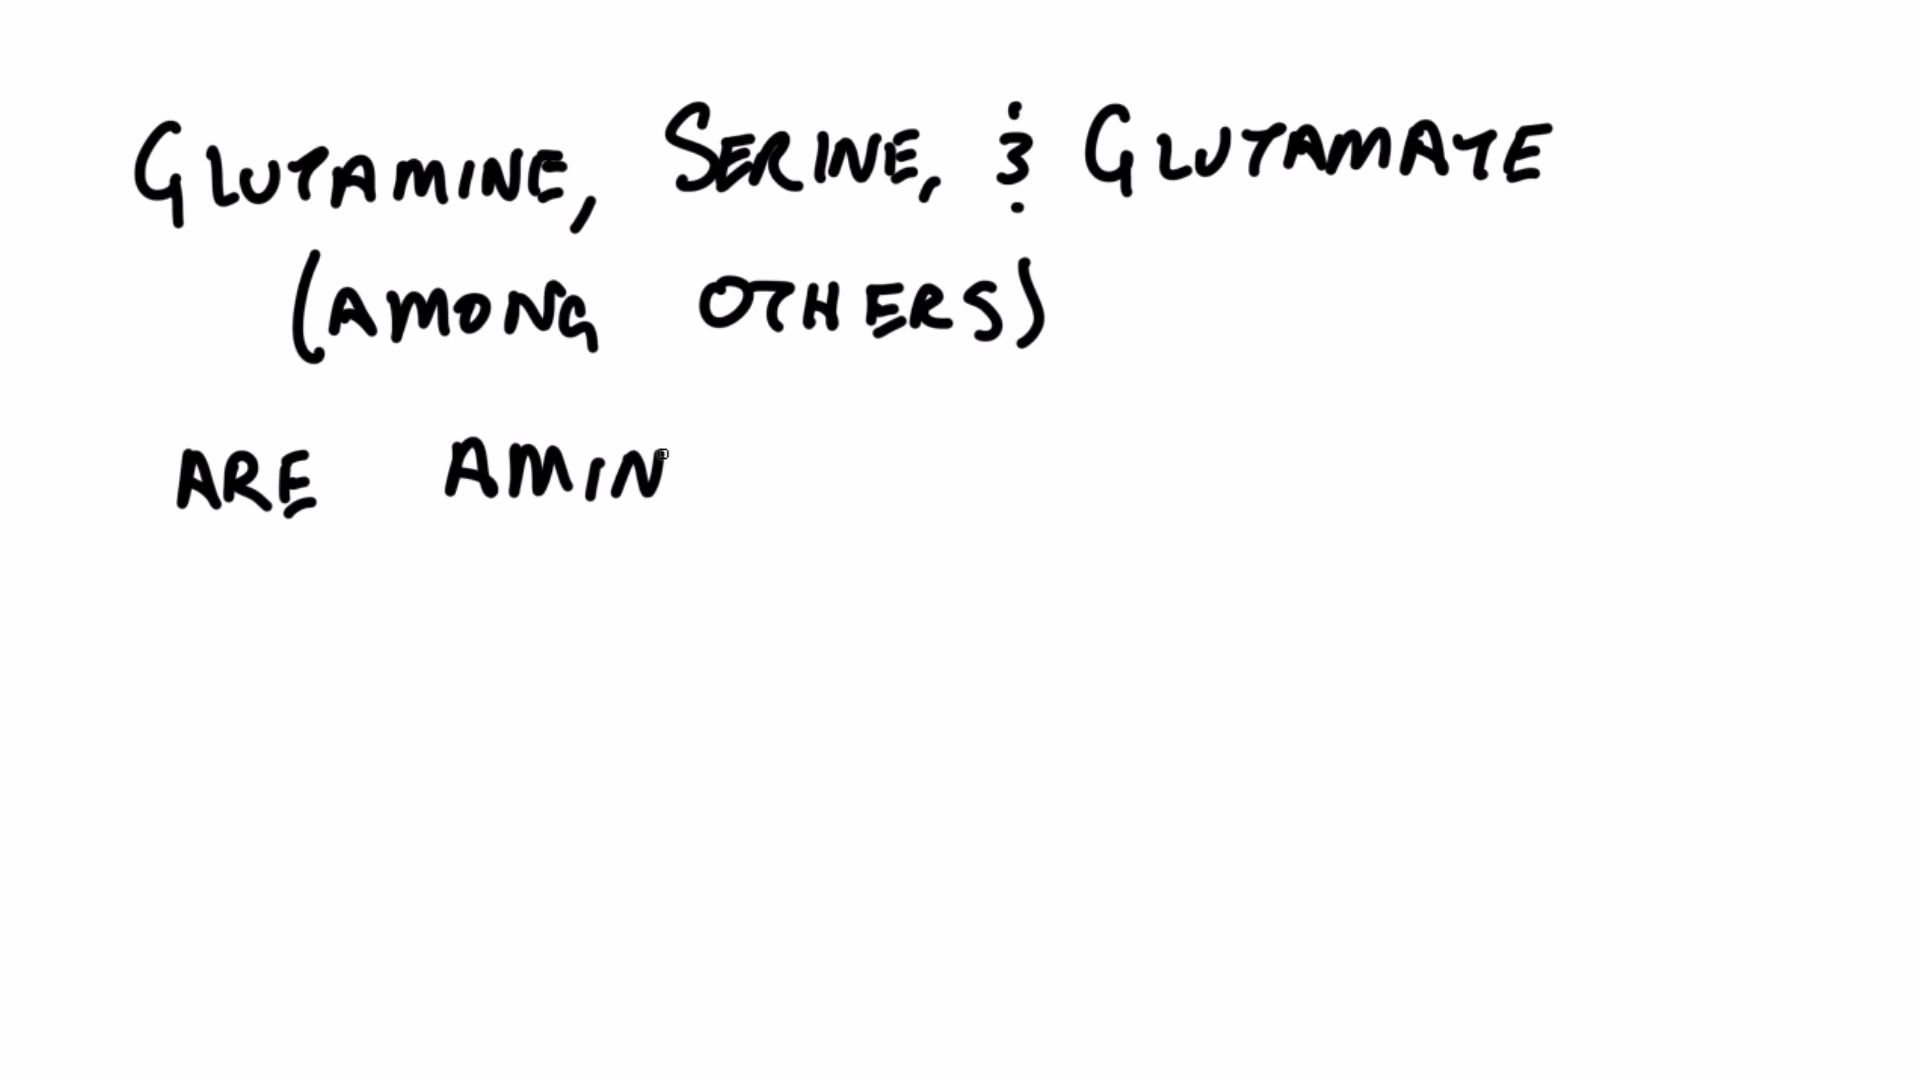 GLUTAMINE, SERINE, & GLUTAMATE
(AMONG OTHERS)
ARE AMIN